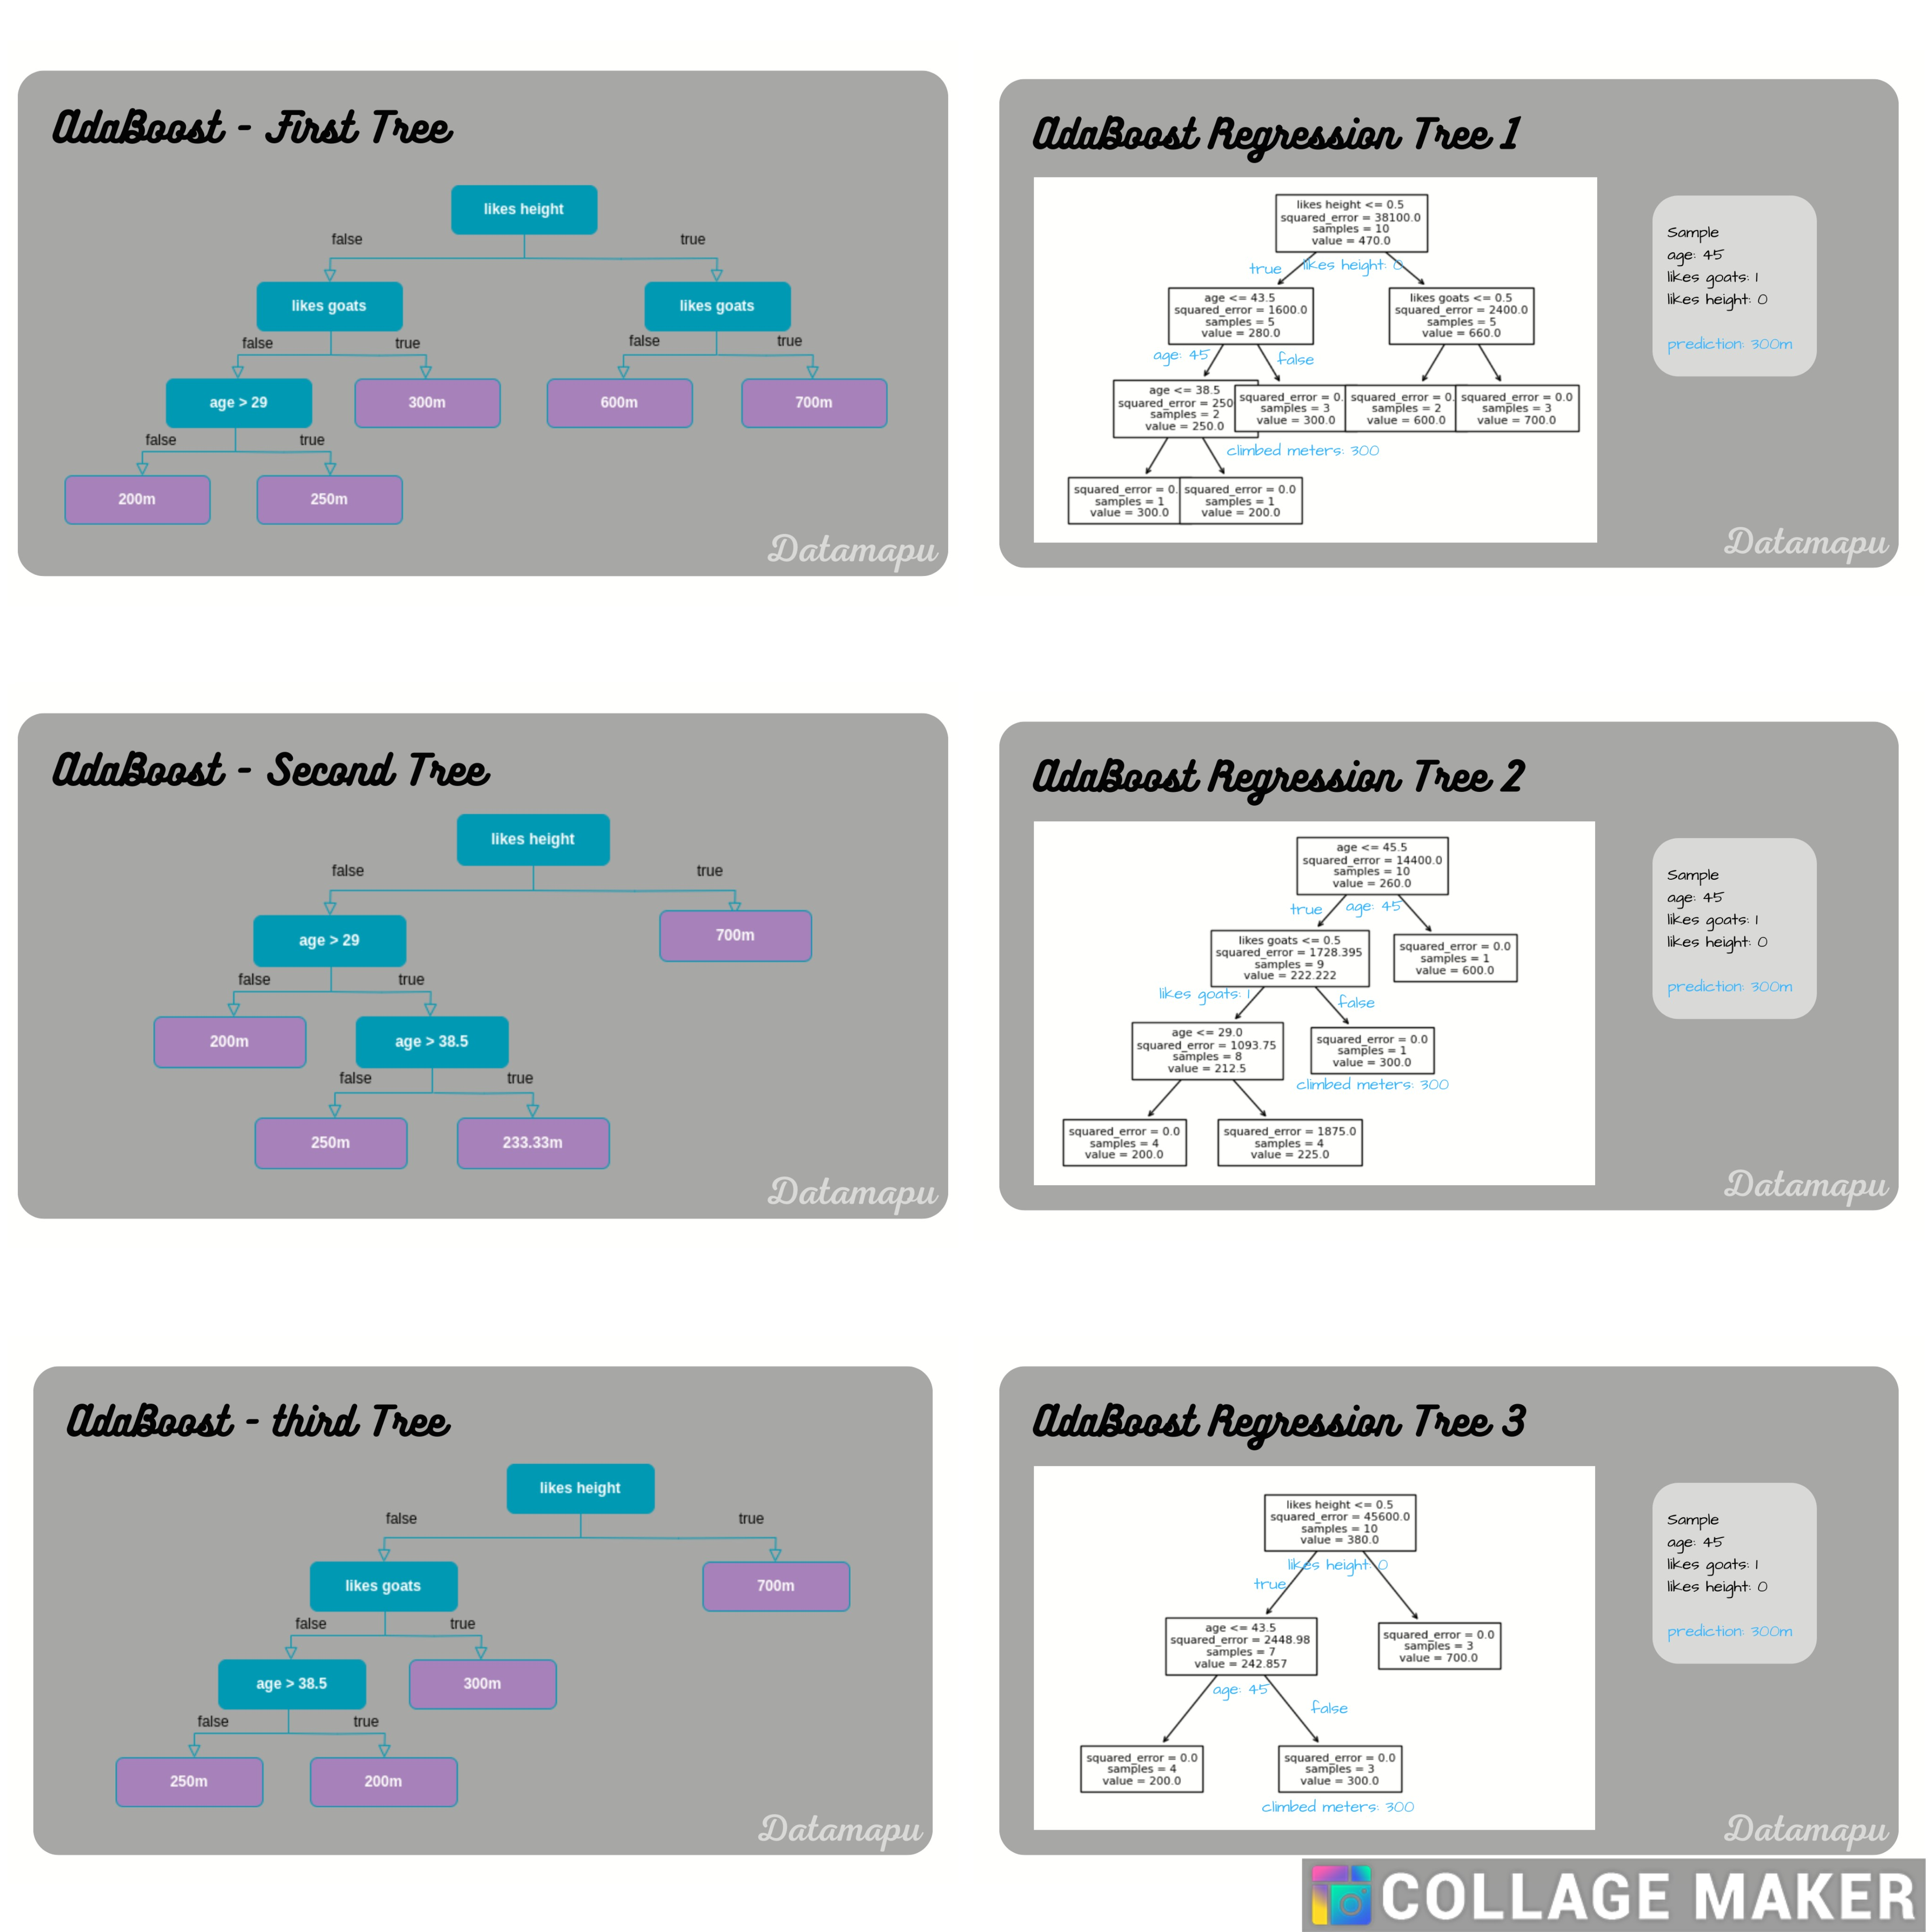 AdaBoost - First Tree
likes height
false
true
likes goats
likes goats
false
true
false
true
age > 29
300m
600m
700m
false
true
200m
250m
Datamapu
AdaBoost Regression Tree 1
likes height <= 0.5
squared_error = 38100.0
samples = 10
value = 470.0
true
likes height: 0
age <= 43.5
squared_error = 1600.0
samples = 5
value = 280.0
likes goats <= 0.5
squared_error = 2400.0
samples = 5
value = 660.0
age: 45
false
age <= 38.5
squared_error = 250
samples = 2
value = 250.0
squared_error = 0.
samples = 3
value = 300.0
squared_error = 0.
samples = 2
value = 600.0
squared_error = 0.0
samples = 3
value = 700.0
climbed meters: 300
squared_error = 0.
samples = 1
value = 300.0
squared_error = 0.0
samples = 1
value = 200.0
Sample
age: 45
likes goats: 1
likes height: 0
prediction: 300m
Datamapu
AdaBoost - Second Tree
likes height
false
true
age > 29
700m
false
true
200m
age > 38.5
false
true
250m
233.33m
Datamapu
AdaBoost Regression Tree 2
age <= 45.5
squared_error = 14400.0
samples = 10
value = 260.0
true
age: 45
likes goats <= 0.5
squared_error = 1728.395
samples = 9
value = 222.222
squared_error = 0.0
samples = 1
value = 600.0
likes goats: 1
false
age <= 29.0
squared_error = 1093.75
samples = 8
value = 212.5
squared_error = 0.0
samples = 1
value = 300.0
climbed meters: 300
squared_error = 0.0
samples = 4
value = 200.0
squared_error = 1875.0
samples = 4
value = 225.0
Sample
age: 45
likes goats: 1
likes height: 0
prediction: 300m
Datamapu
AdaBoost - third Tree
likes height
false
true
likes goats
700m
false
true
age > 38.5
300m
false
true
250m
200m
Datamapu
AdaBoost Regression Tree 3
likes height <= 0.5
squared_error = 45600.0
samples = 10
value = 380.0
likes height: 0
true
age <= 43.5
squared_error = 2448.98
samples = 7
value = 242.857
squared_error = 0.0
samples = 3
value = 700.0
age: 45
false
squared_error = 0.0
samples = 4
value = 200.0
squared_error = 0.0
samples = 3
value = 300.0
climbed meters: 300
Sample
age: 45
likes goats: 1
likes height: 0
prediction: 300m
Datamapu
COLLAGE MAKER